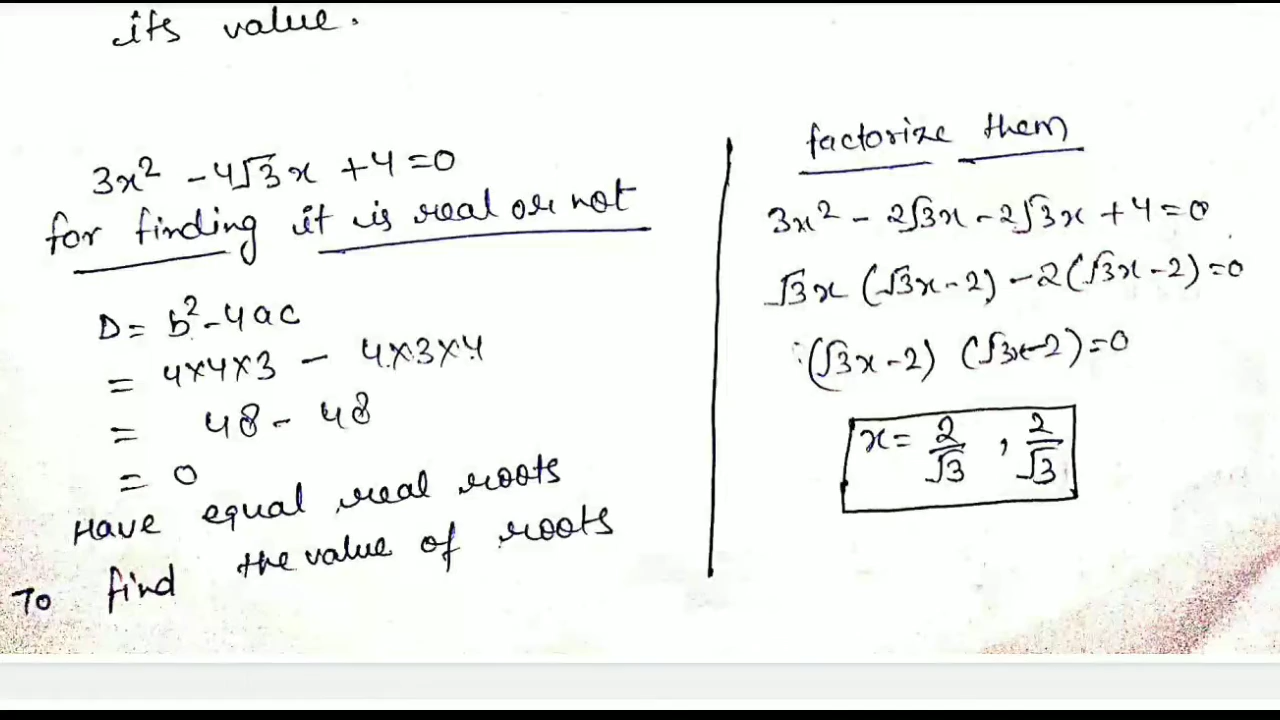 its value.
3x² - 4√3x + 4 = 0
for finding it is real or not
D = b² - 4ac
= 4×4×3 - 4×3×4
= 48 - 48
= 0
Have equal real roots
To find the value of roots
factorize them
3x² - 2√3x - 2√3x + 4 = 0
√3x (√3x - 2) - 2(√3x - 2) = 0
(√3x - 2) (√3x - 2) = 0
x = 2/√3 , 2/√3